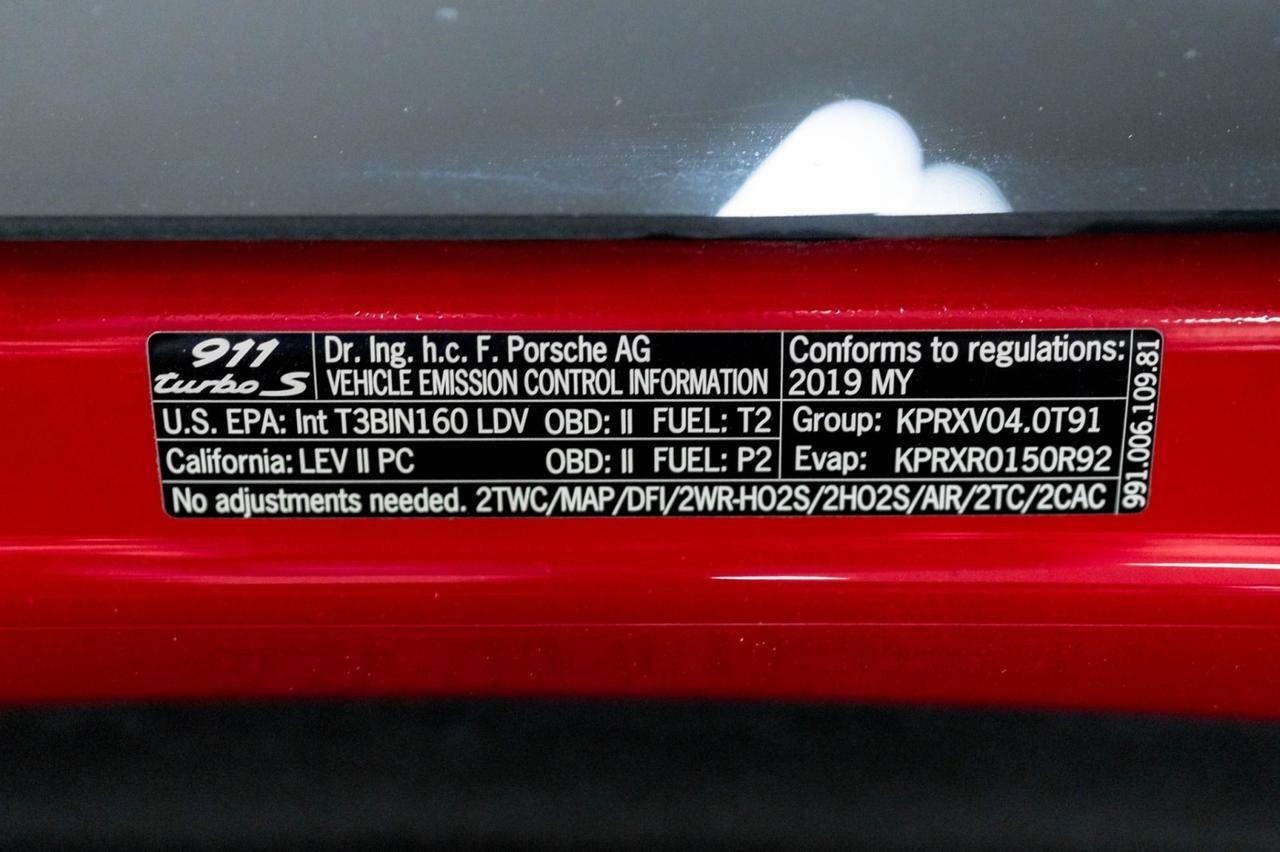 911
turbo S
Dr. Ing. h.c. F. Porsche AG
VEHICLE EMISSION CONTROL INFORMATION
Conforms to regulations:
2019 MY
U.S. EPA: Int T3BIN160 LDV OBD: II FUEL: T2
Group: KPRXV04.0T91
California: LEV II PC OBD: II FUEL: P2
Evap: KPRXR0150R92
No adjustments needed. 2TWC/MAP/DFI/2WR-HO2S/2HO2S/AIR/2TC/2CAC
991.006.109.81